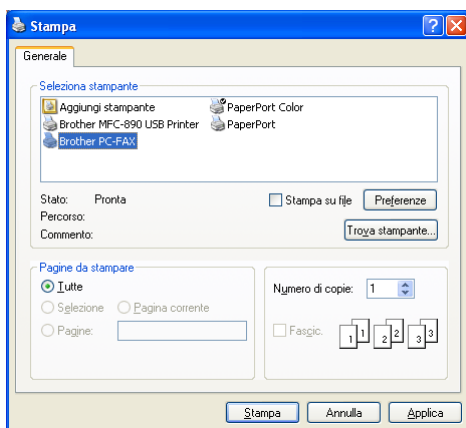 Stampa
Generale
Seleziona stampante
Aggiungi stampante PaperPort Color
Brother MFC-890 USB Printer PaperPort
Brother PC-FAX
Stato: Pronta
Stampa su file Preferenze
Percorso:
Commento: Trova stampante...
Pagine da stampare
Tutte
Numero di copie: 1
Selezione Pagina corrente
Pagine: Fascic. 1 1 2 2 3 3
Stampa Annulla Applica